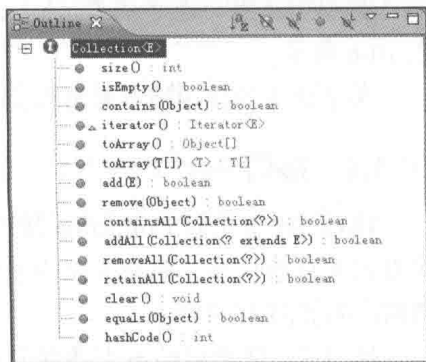 Outline
Collection<E>
size() : int
isEmpty() : boolean
contains(Object) : boolean
iterator() : Iterator<E>
toArray() : Object[]
toArray(T[]) <T> : T[]
add(E) : boolean
remove(Object) : boolean
containsAll(Collection<?>) : boolean
addAll(Collection<? extends E>) : boolean
removeAll(Collection<?>) : boolean
retainAll(Collection<?>) : boolean
clear() : void
equals(Object) : boolean
hashCode() : int